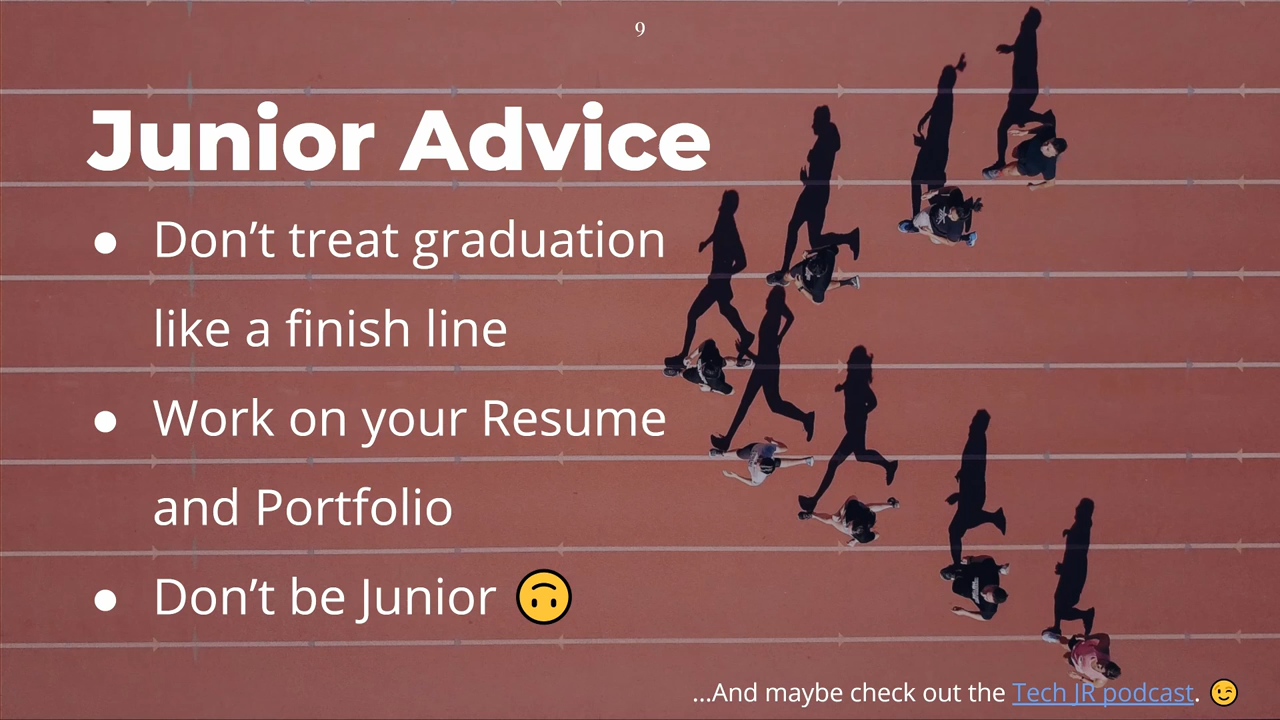 9
Junior Advice
● Don’t treat graduation
like a finish line
● Work on your Resume
and Portfolio
● Don’t be Junior 🙃
...And maybe check out the Tech JR podcast. 😉